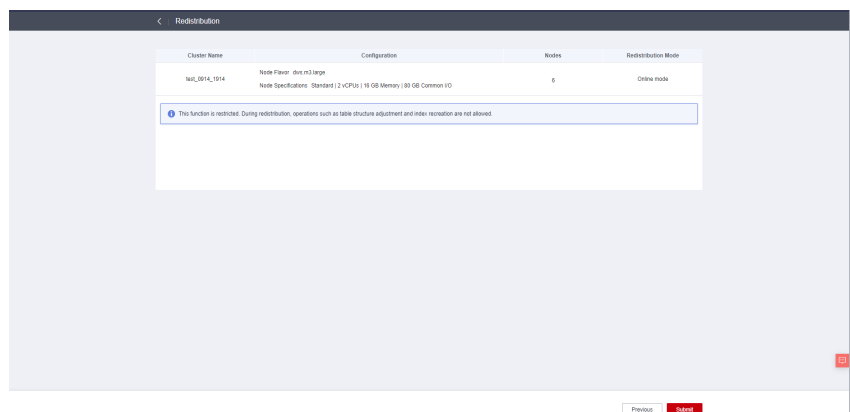 Redistribution
Cluster Name Configuration Nodes Redistribution Mode
test_0914_1914 Node Flavor dws.m3.large 6 Online mode
Node Specifications Standard | 2 vCPUs | 16 GB Memory | 80 GB Common I/O
This function is restricted. During redistribution, operations such as table structure adjustment and index recreation are not allowed.
Previous Submit